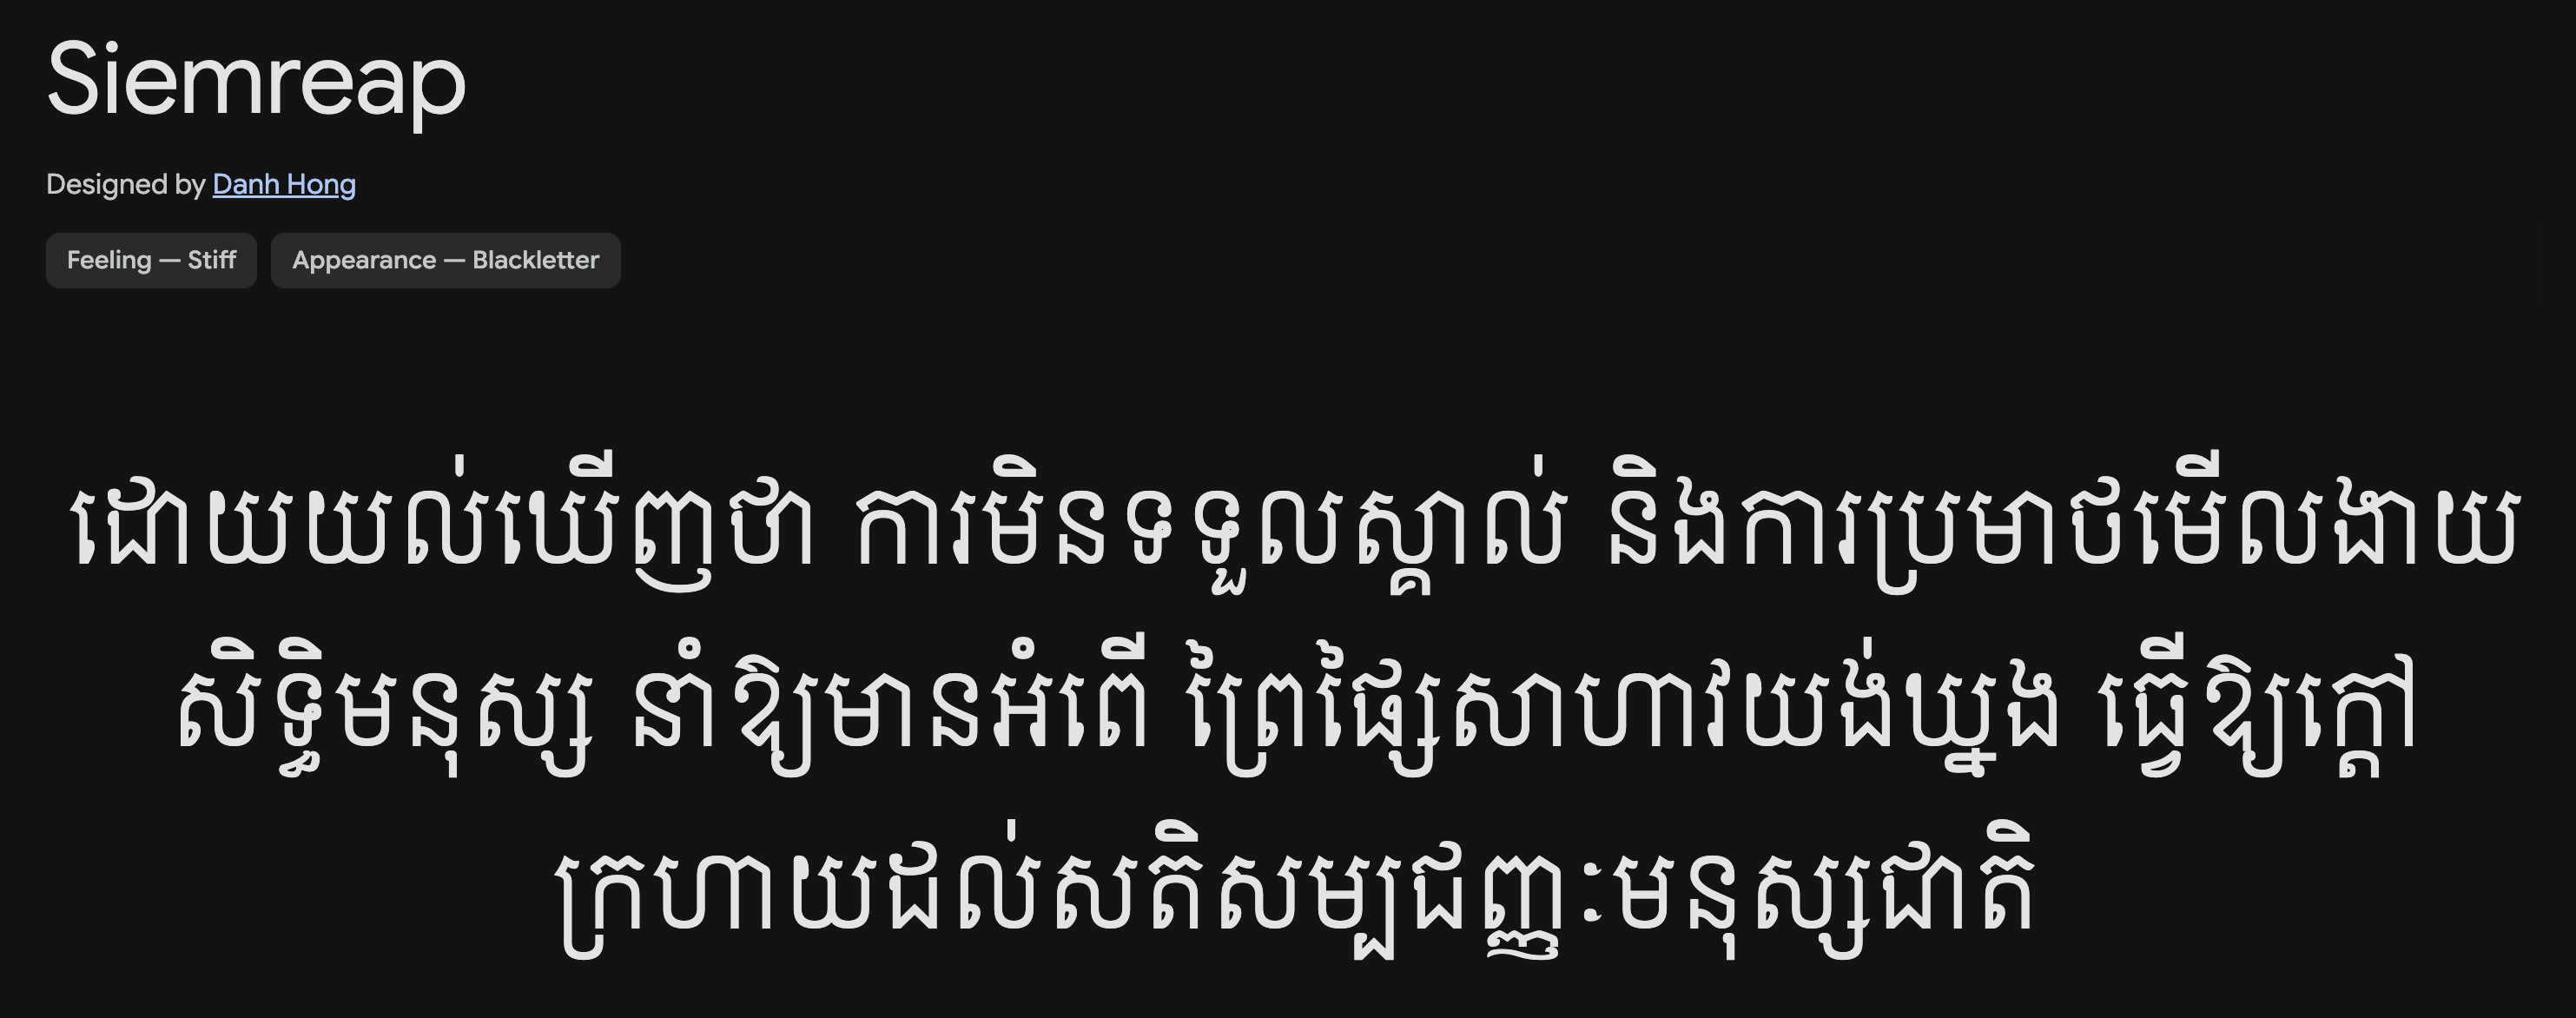 Siemreap
Designed by Danh Hong
Feeling — Stiff
Appearance — Blackletter
ដោយយល់ឃើញថា ការមិនទទួលស្គាល់ និងការប្រមាថមើលងាយ
សិទ្ធិមនុស្ស នាំឱ្យមានអំពើ ព្រៃផ្សៃសាហាវយង់ឃ្នង ធ្វើឱ្យក្តៅ
ក្រហាយដល់សតិសម្បជញ្ញៈមនុស្សជាតិ